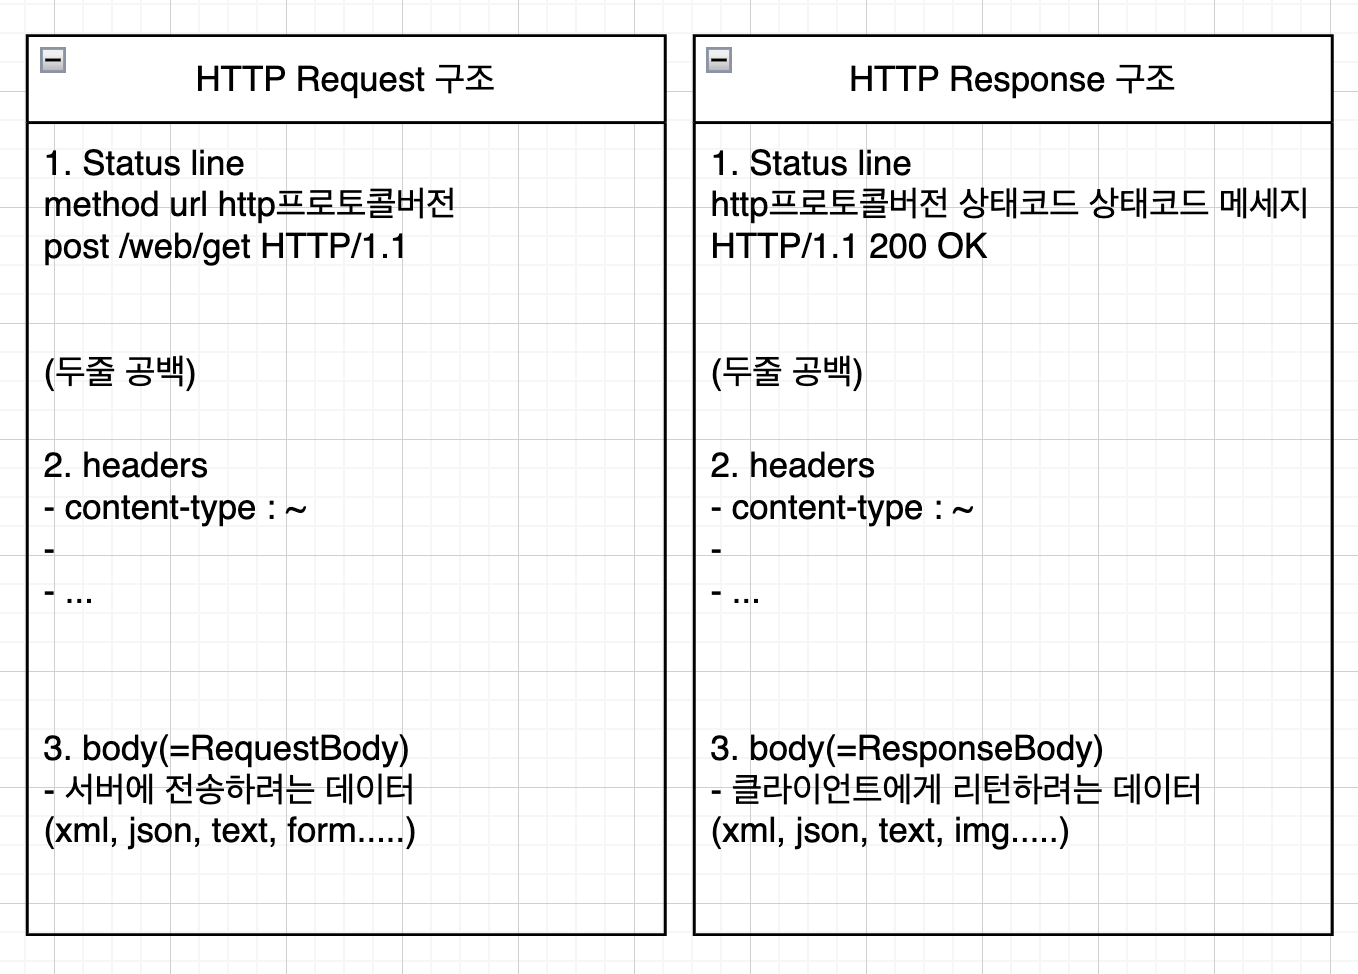 HTTP Request 구조
1. Status line
method url http프로토콜버전
post /web/get HTTP/1.1
(두줄 공백)
2. headers
- content-type : ~
-
- ...
3. body(=RequestBody)
- 서버에 전송하려는 데이터
(xml, json, text, form.....)
HTTP Response 구조
1. Status line
http프로토콜버전 상태코드 상태코드 메세지
HTTP/1.1 200 OK
(두줄 공백)
2. headers
- content-type : ~
-
- ...
3. body(=ResponseBody)
- 클라이언트에게 리턴하려는 데이터
(xml, json, text, img.....)